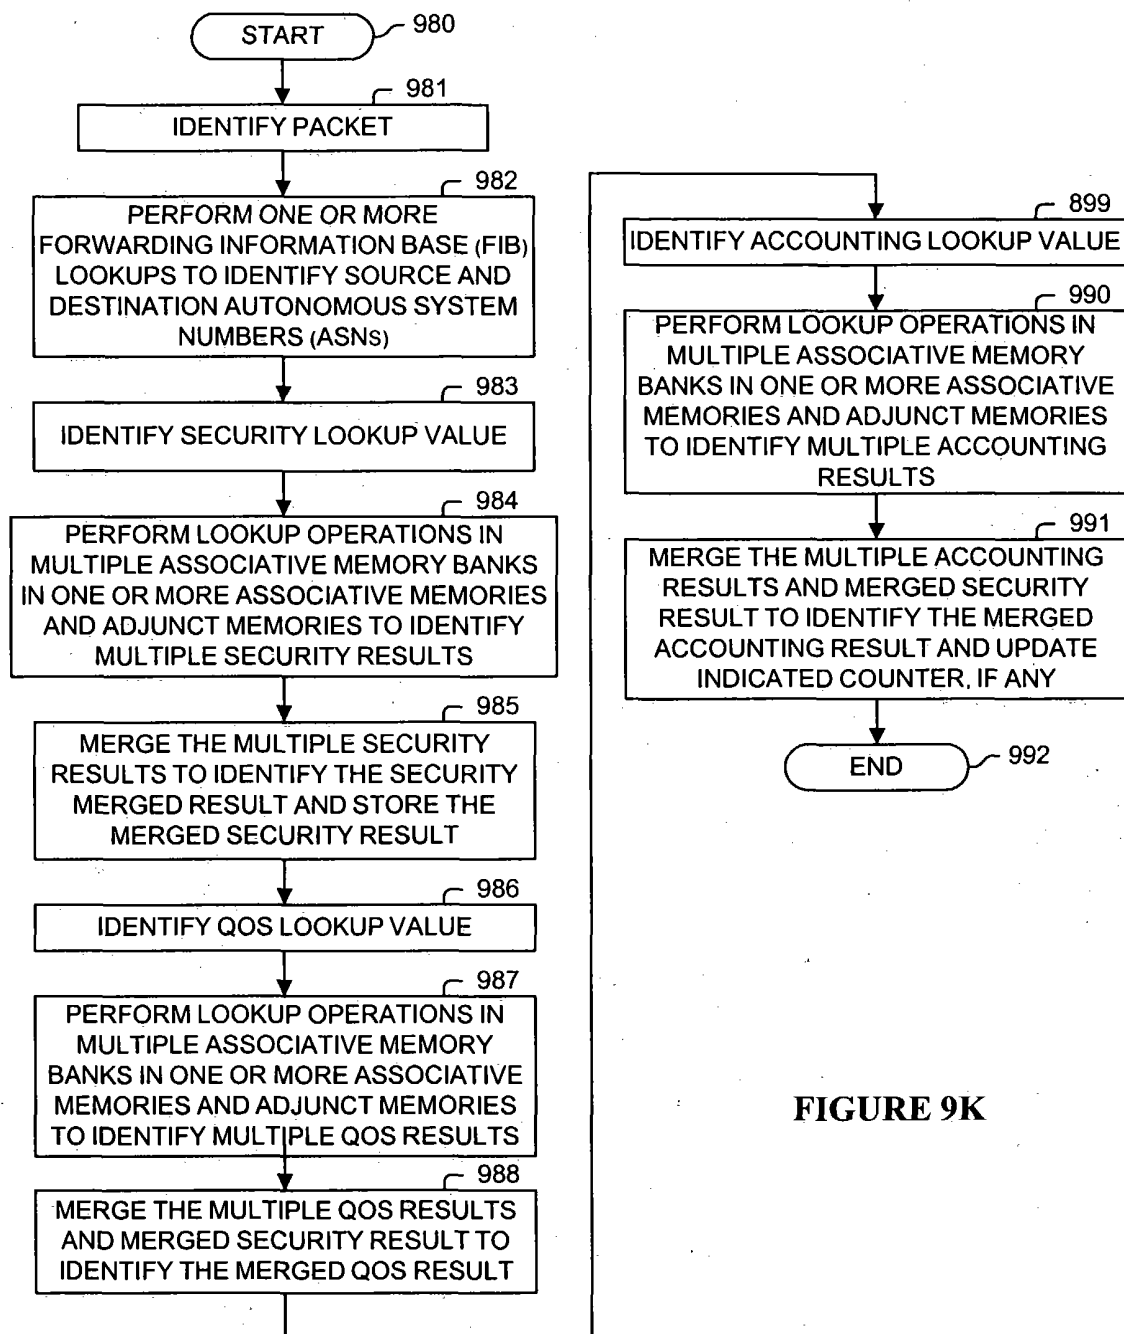 START
980
981
IDENTIFY PACKET
982
PERFORM ONE OR MORE
FORWARDING INFORMATION BASE (FIB)
LOOKUPS TO IDENTIFY SOURCE AND
DESTINATION AUTONOMOUS SYSTEM
NUMBERS (ASNs)
983
IDENTIFY SECURITY LOOKUP VALUE
984
PERFORM LOOKUP OPERATIONS IN
MULTIPLE ASSOCIATIVE MEMORY BANKS
IN ONE OR MORE ASSOCIATIVE MEMORIES
AND ADJUNCT MEMORIES TO IDENTIFY
MULTIPLE SECURITY RESULTS
985
MERGE THE MULTIPLE SECURITY
RESULTS TO IDENTIFY THE SECURITY
MERGED RESULT AND STORE THE
MERGED SECURITY RESULT
986
IDENTIFY QOS LOOKUP VALUE
987
PERFORM LOOKUP OPERATIONS IN
MULTIPLE ASSOCIATIVE MEMORY
BANKS IN ONE OR MORE ASSOCIATIVE
MEMORIES AND ADJUNCT MEMORIES
TO IDENTIFY MULTIPLE QOS RESULTS
988
MERGE THE MULTIPLE QOS RESULTS
AND MERGED SECURITY RESULT TO
IDENTIFY THE MERGED QOS RESULT
899
IDENTIFY ACCOUNTING LOOKUP VALUE
990
PERFORM LOOKUP OPERATIONS IN
MULTIPLE ASSOCIATIVE MEMORY
BANKS IN ONE OR MORE ASSOCIATIVE
MEMORIES AND ADJUNCT MEMORIES
TO IDENTIFY MULTIPLE ACCOUNTING
RESULTS
991
MERGE THE MULTIPLE ACCOUNTING
RESULTS AND MERGED SECURITY
RESULT TO IDENTIFY THE MERGED
ACCOUNTING RESULT AND UPDATE
INDICATED COUNTER, IF ANY
END
992
FIGURE 9K